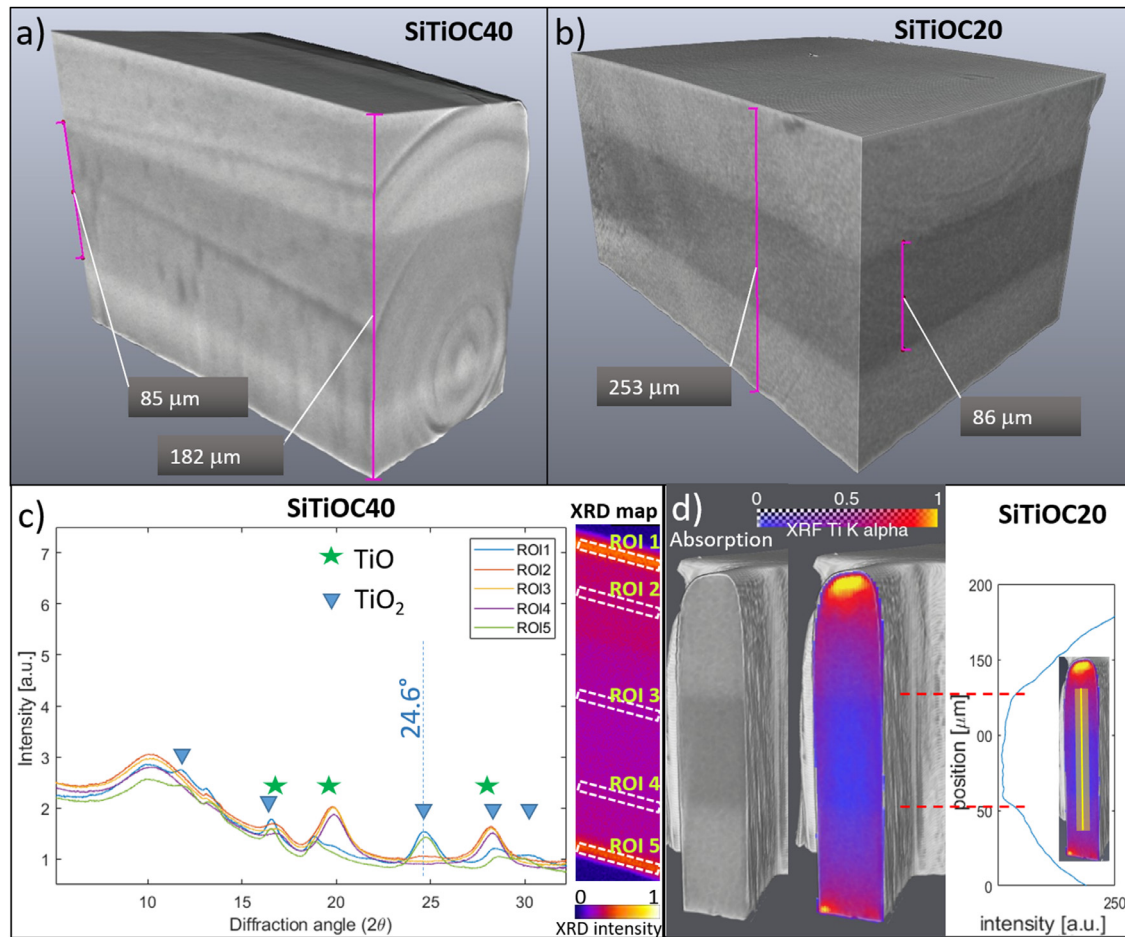 a)
SiTiOC40
85 μm
182 μm
b)
SiTiOC20
253 μm
86 μm
c)
SiTiOC40
Intensity [a.u.]
7
6
5
4
3
2
1
TiO
TiO₂
ROI1
ROI2
ROI3
ROI4
ROI5
24.6°
10
15
20
25
30
Diffraction angle (2θ)
XRD map
ROI 1
ROI 2
ROI 3
ROI 4
ROI 5
0 1
XRD intensity
d)
0 0.5 1
XRF Ti K alpha
Absorption
SiTiOC20
position [μm]
200
150
00
50
0
250
intensity [a.u.]